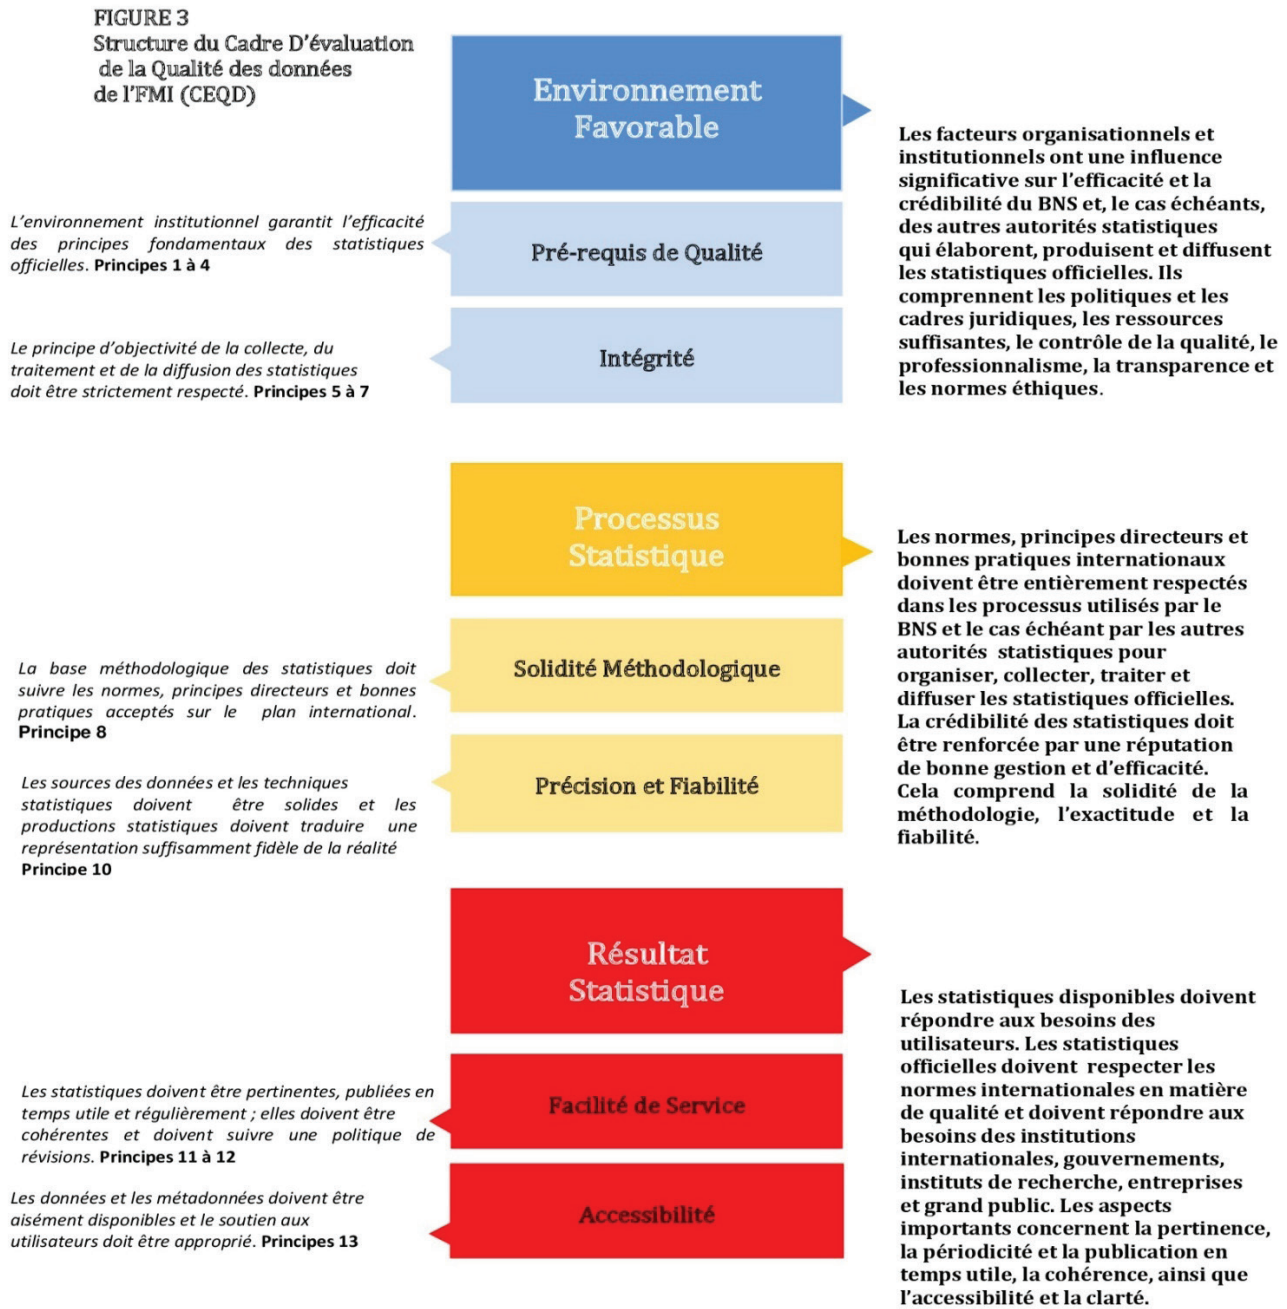 FIGURE 3
Structure du Cadre D’évaluation
de la Qualité des données
de l’FMI (CEQD)
Environnement
Favorable
Les facteurs organisationnels et
institutionnels ont une influence
significative sur l’efficacité et la
crédibilité du BNS et, le cas échéants,
des autres autorités statistiques
qui élaborent, produisent et diffusent
les statistiques officielles. Ils
comprennent les politiques et les
cadres juridiques, les ressources
suffisantes, le contrôle de la qualité, le
professionnalisme, la transparence et
les normes éthiques.
L’environnement institutionnel garantit l’efficacité
des principes fondamentaux des statistiques
officielles. Principes 1 à 4
Pré-requis de Qualité
Le principe d’objectivité de la collecte, du
traitement et de la diffusion des statistiques
doit être strictement respecté. Principes 5 à 7
Intégrité
Processus
Statistique
Les normes, principes directeurs et
bonnes pratiques internationaux
doivent être entièrement respectés
dans les processus utilisés par le
BNS et le cas échéant par les autres
autorités statistiques pour
organiser, collecter, traiter et
diffuser les statistiques officielles.
La crédibilité des statistiques doit
être renforcée par une réputation
de bonne gestion et d’efficacité.
Cela comprend la solidité de la
méthodologie, l’exactitude et la
fiabilité.
La base méthodologique des statistiques doit
suivre les normes, principes directeurs et bonnes
pratiques acceptés sur le plan international.
Principe 8
Solidité Méthodologique
Les sources des données et les techniques
statistiques doivent être solides et les
productions statistiques doivent traduire une
représentation suffisamment fidèle de la réalité
Principe 10
Précision et Fiabilité
Résultat
Statistique
Les statistiques disponibles doivent
répondre aux besoins des
utilisateurs. Les statistiques
officielles doivent respecter les
normes internationales en matière
de qualité et doivent répondre aux
besoins des institutions
internationales, gouvernements,
instituts de recherche, entreprises
et grand public. Les aspects
importants concernent la pertinence,
la périodicité et la publication en
temps utile, la cohérence, ainsi que
l’accessibilité et la clarté.
Les statistiques doivent être pertinentes, publiées en
temps utile et régulièrement ; elles doivent être
cohérentes et doivent suivre une politique de
révisions. Principes 11 à 12
Facilité de Service
Les données et les métadonnées doivent être
aisément disponibles et le soutien aux
utilisateurs doit être approprié. Principes 13
Accessibilité